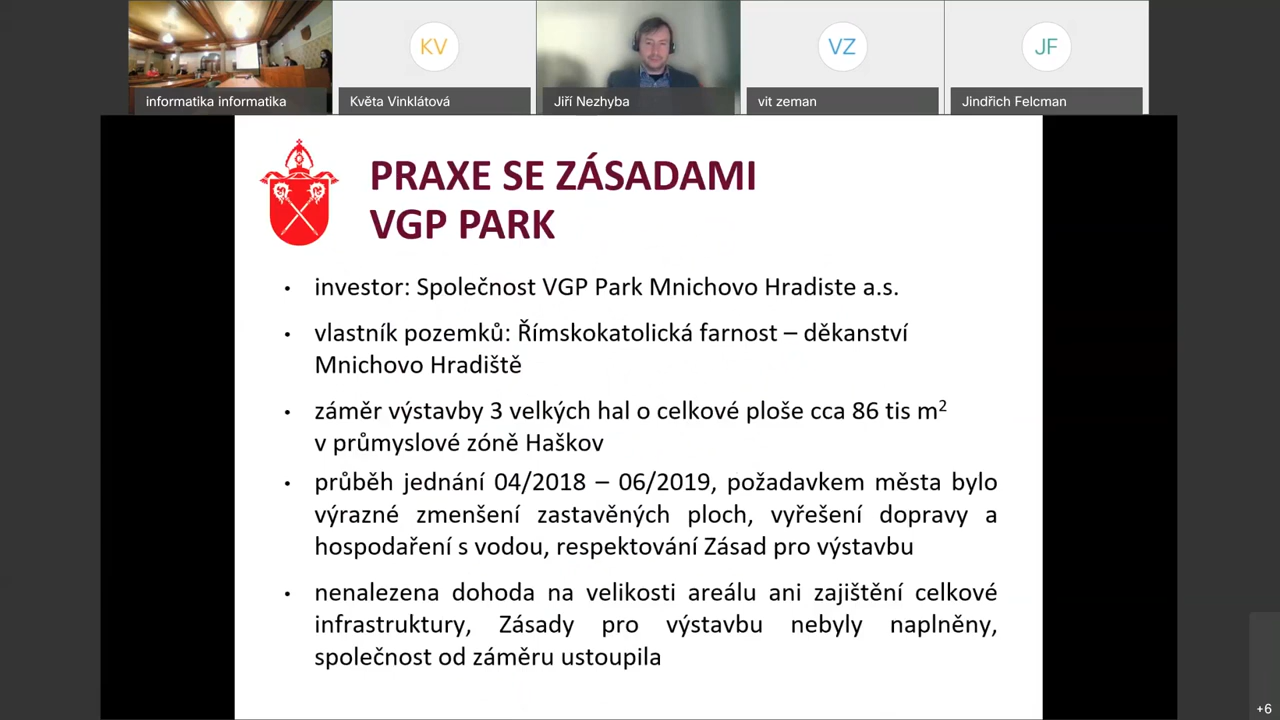 KV
VZ
JF
informatika informatika
Květa Vinklátová
Jiří Nezhyba
vit zeman
Jindřich Felcman
PRAXE SE ZÁSADAMI
VGP PARK
• investor: Společnost VGP Park Mnichovo Hradiste a.s.
• vlastník pozemků: Římskokatolická farnost – děkanství
Mnichovo Hradiště
• záměr výstavby 3 velkých hal o celkové ploše cca 86 tis m²
v průmyslové zóně Haškov
• průběh jednání 04/2018 – 06/2019, požadavkem města bylo
výrazné zmenšení zastavěných ploch, vyřešení dopravy a
hospodaření s vodou, respektování Zásad pro výstavbu
• nenalezena dohoda na velikosti areálu ani zajištění celkové
infrastruktury, Zásady pro výstavbu nebyly naplněny,
společnost od záměru ustoupila
+6